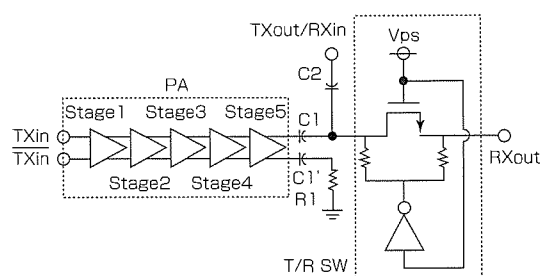 TXout/RXin
Vps
C2
PA
Stage1 Stage3 Stage5
C1
TXin
TXin
RXout
C1'
Stage2 Stage4
R1
T/R SW